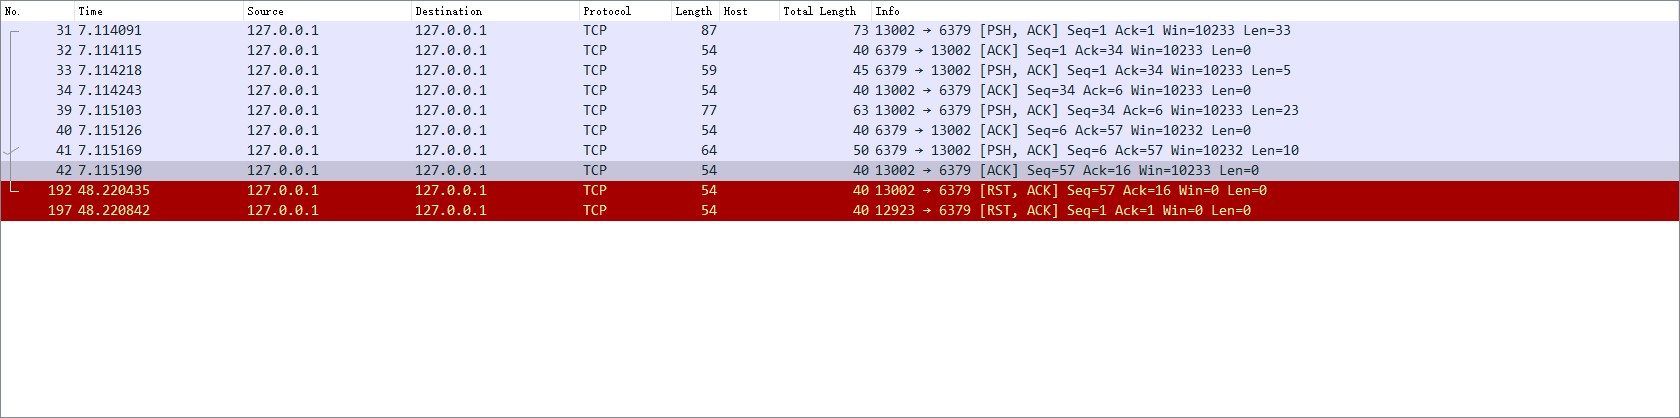 No. Time Source Destination Protocol Length Host Total Length Info
31 7.114091 127.0.0.1 127.0.0.1 TCP 87 73 13002 → 6379 [PSH, ACK] Seq=1 Ack=1 Win=10233 Len=33
32 7.114115 127.0.0.1 127.0.0.1 TCP 54 40 6379 → 13002 [ACK] Seq=1 Ack=34 Win=10233 Len=0
33 7.114218 127.0.0.1 127.0.0.1 TCP 59 45 6379 → 13002 [PSH, ACK] Seq=1 Ack=34 Win=10233 Len=5
34 7.114243 127.0.0.1 127.0.0.1 TCP 54 40 13002 → 6379 [ACK] Seq=34 Ack=6 Win=10233 Len=0
39 7.115103 127.0.0.1 127.0.0.1 TCP 77 63 13002 → 6379 [PSH, ACK] Seq=34 Ack=6 Win=10233 Len=23
40 7.115126 127.0.0.1 127.0.0.1 TCP 54 40 6379 → 13002 [ACK] Seq=6 Ack=57 Win=10232 Len=0
41 7.115169 127.0.0.1 127.0.0.1 TCP 64 50 6379 → 13002 [PSH, ACK] Seq=6 Ack=57 Win=10232 Len=10
42 7.115190 127.0.0.1 127.0.0.1 TCP 54 40 13002 → 6379 [ACK] Seq=57 Ack=16 Win=10233 Len=0
192 48.220435 127.0.0.1 127.0.0.1 TCP 54 40 13002 → 6379 [RST, ACK] Seq=57 Ack=16 Win=0 Len=0
197 48.220842 127.0.0.1 127.0.0.1 TCP 54 40 12923 → 6379 [RST, ACK] Seq=1 Ack=1 Win=0 Len=0